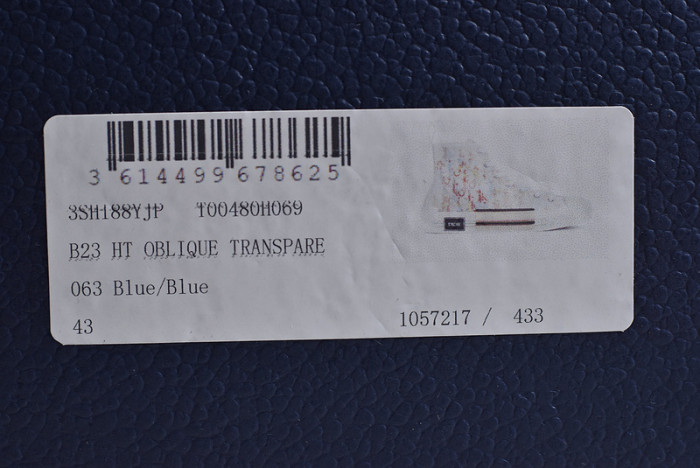 3 614499 678625
3SH188YJP T00480H069
B23 HT OBLIQUE TRANSPARE
063 Blue/Blue
43
1057217 / 433